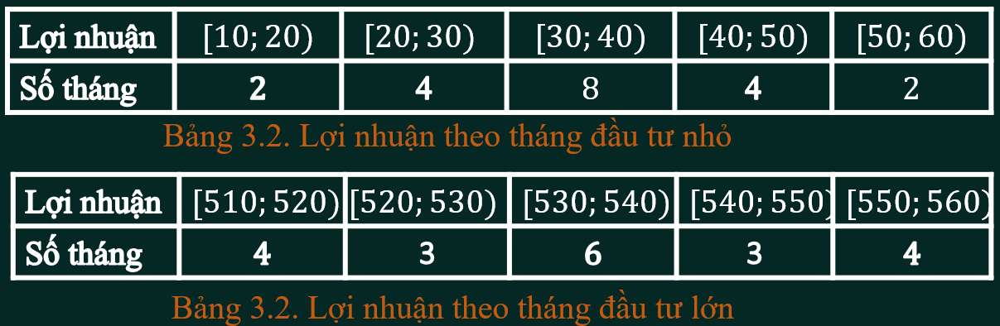 Lợi nhuận [10; 20) [20; 30) [30; 40) [40; 50) [50; 60)
Số tháng 2 4 8 4 2
Bảng 3.2. Lợi nhuận theo tháng đầu tư nhỏ
Lợi nhuận [510; 520) [520; 530) [530; 540) [540; 550) [550; 560)
Số tháng 4 3 6 3 4
Bảng 3.2. Lợi nhuận theo tháng đầu tư lớn